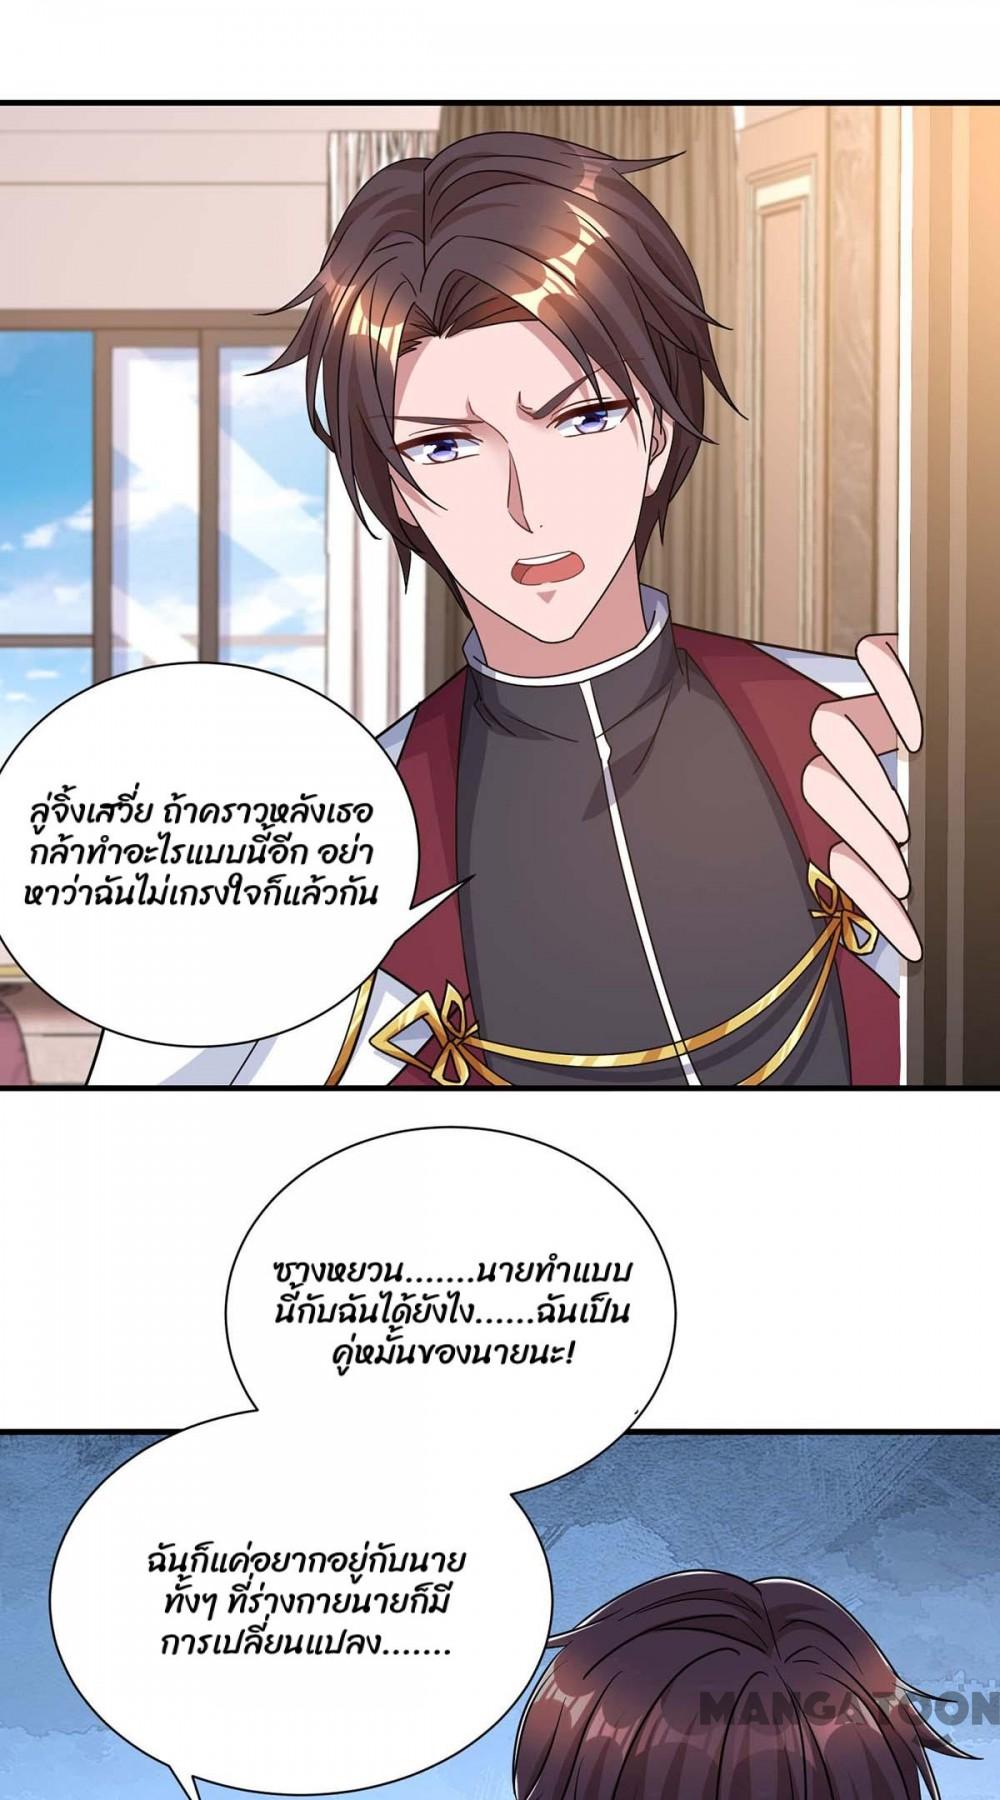 ลู่จิ้งเสวี่ย ถ้าคราวหลังเธอ
กล้าทำอะไรแบบนี้อีก อย่า
หาว่าฉันไม่เกรงใจก็แล้วกัน
ซางหยวน.......นายทำแบบ
นี้กับฉันได้ยังไง......ฉันเป็น
คู่หมั้นของนายนะ!
ฉันก็แค่อยากอยู่กับนาย
ทั้งๆ ที่ร่างกายนายก็มี
การเปลี่ยนแปลง.......
MANGATOON